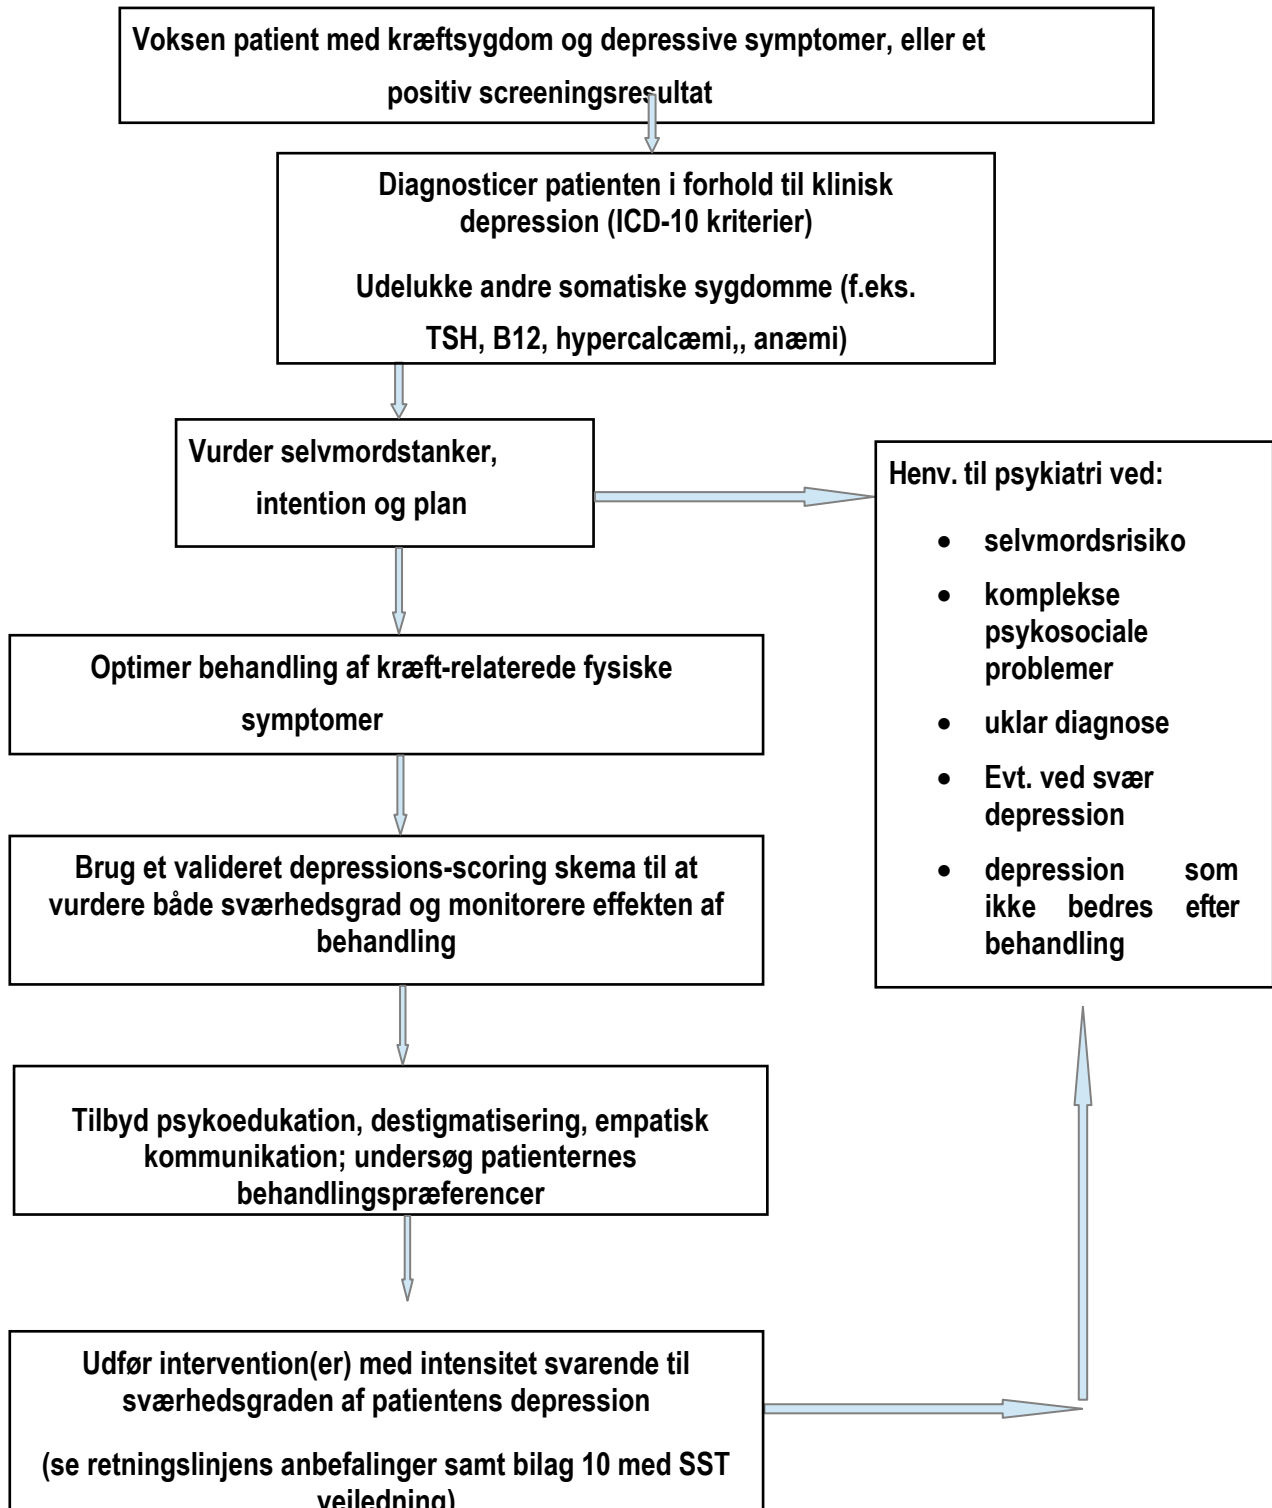 Voksen patient med kræftsygdom og depressive symptomer, eller et
positiv screeningsresultat
Diagnosticer patienten i forhold til klinisk
depression (ICD-10 kriterier)
Udelukke andre somatiske sygdomme (f.eks.
TSH, B12, hypercalcæmi,, anæmi)
Vurder selvmordstanker,
intention og plan
Henv. til psykiatri ved:
• selvmordsrisiko
• komplekse
psykosociale
problemer
• uklar diagnose
• Evt. ved svær
depression
• depression som
ikke bedres efter
behandling
Optimer behandling af kræft-relaterede fysiske
symptomer
Brug et valideret depressions-scoring skema til at
vurdere både sværhedsgrad og monitorere effekten af
behandling
Tilbyd psykoedukation, destigmatisering, empatisk
kommunikation; undersøg patienternes
behandlingspræferencer
Udfør intervention(er) med intensitet svarende til
sværhedsgraden af patientens depression
(se retningslinjens anbefalinger samt bilag 10 med SST
vejledning)